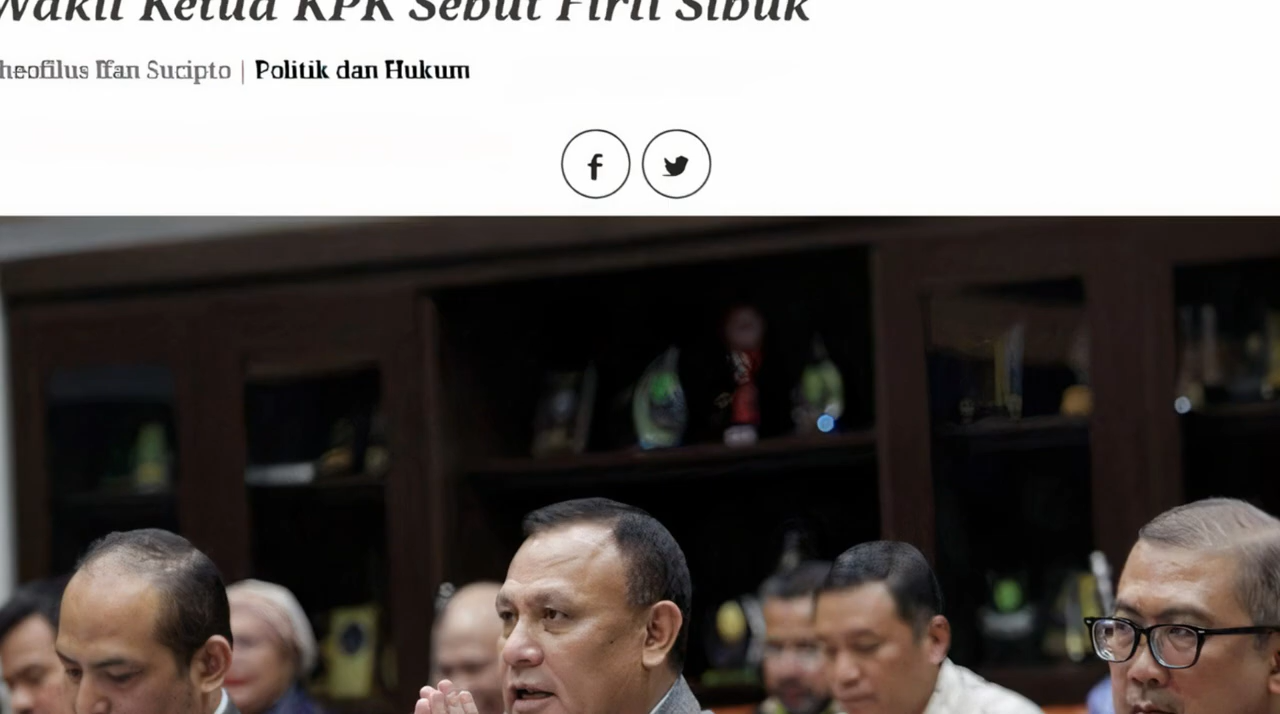 Wakil Ketua KPK Sebut Firli Sibuk
heofilus Ifan Sucipto | Politik dan Hukum